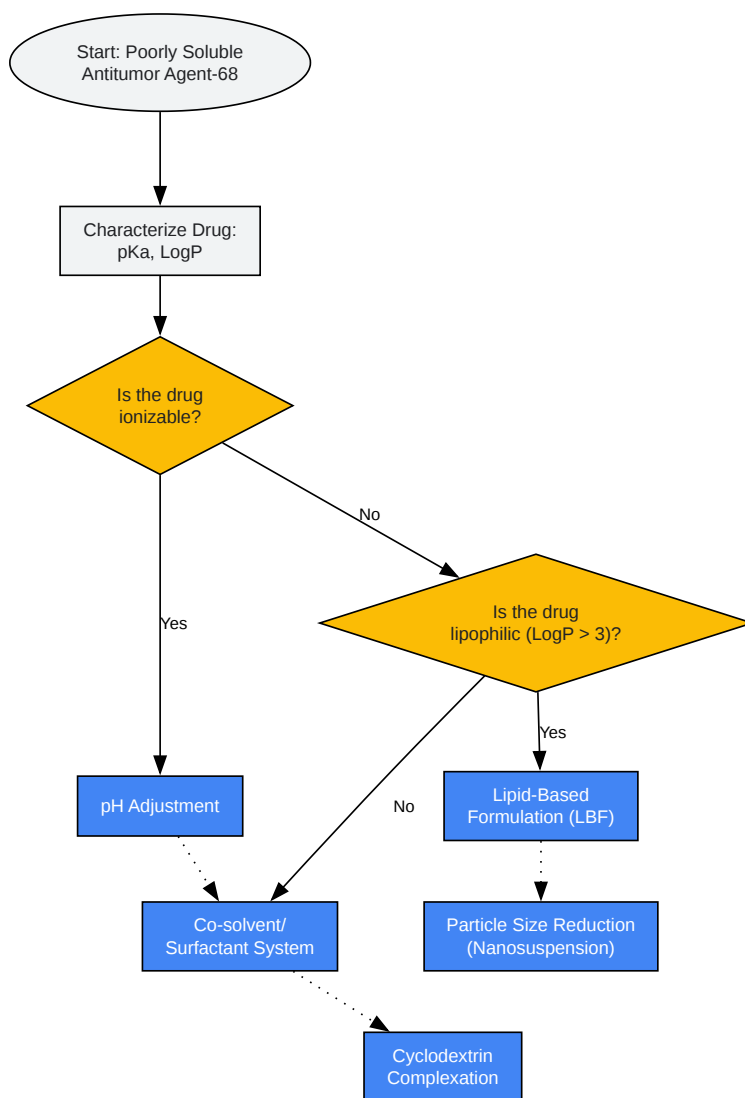 Start: Poorly Soluble
Antitumor Agent-68
Characterize Drug:
pKa, LogP
Is the drug
ionizable?
No
Is the drug
lipophilic (LogP > 3)?
Yes
Yes
pH Adjustment
No
Lipid-Based
Formulation (LBF)
Co-solvent/
Surfactant System
Particle Size Reduction
(Nanosuspension)
Cyclodextrin
Complexation